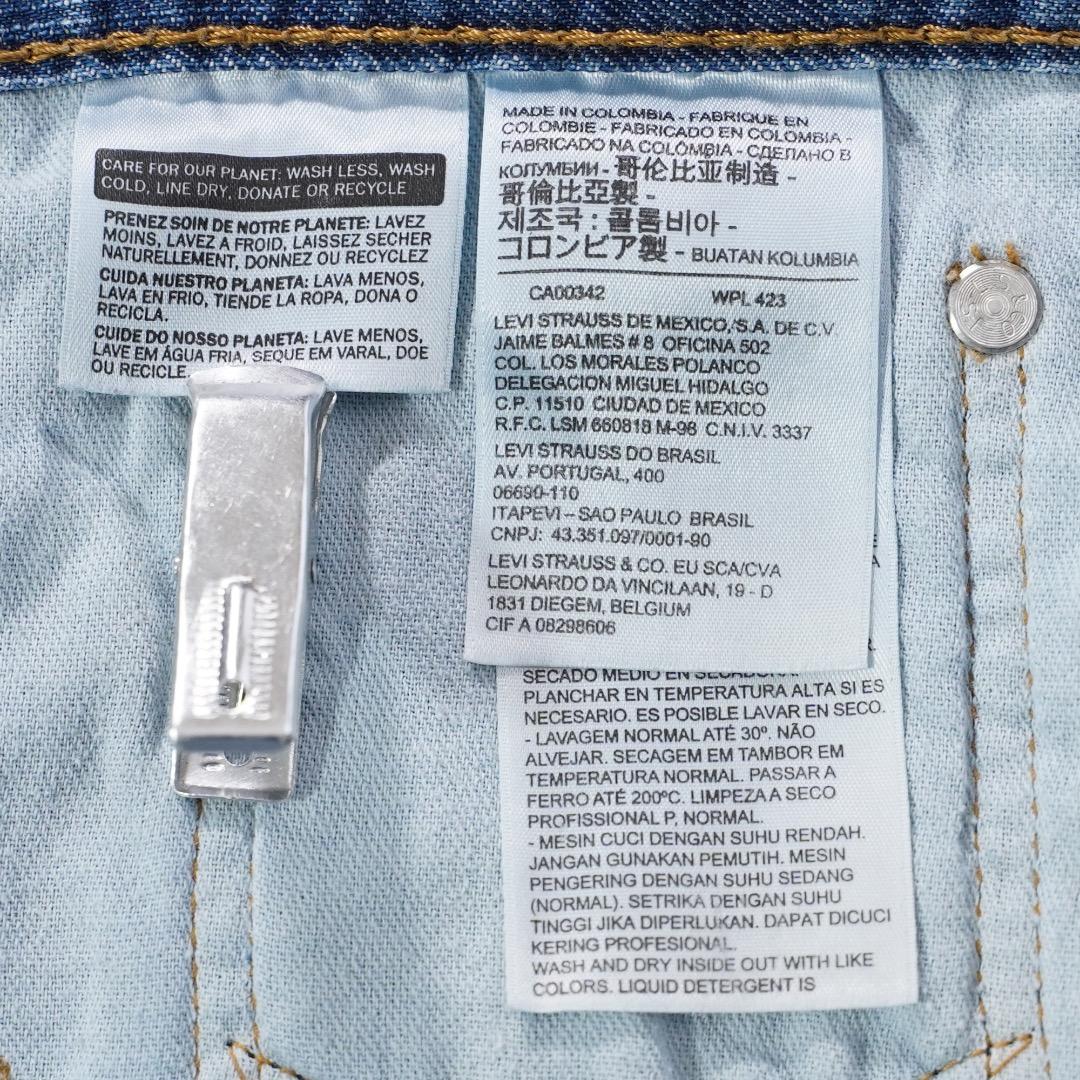 CARE FOR OUR PLANET: WASH LESS, WASH
COLD, LINE DRY, DONATE OR RECYCLE
PRENEZ SOIN DE NOTRE PLANETE: LAVEZ
MOINS, LAVEZ A FROID, LAISSEZ SECHER
NATURELLEMENT, DONNEZ OU RECYCLEZ
CUIDA NUESTRO PLANETA: LAVA MENOS,
LAVA EN FRIO, TIENDE LA ROPA, DONA O
RECICLA.
CUIDE DO NOSSO PLANETA: LAVE MENOS,
LAVE EM ÁGUA FRIA, SEQUE EM VARAL, DOE
OU RECICLE.
MADE IN COLOMBIA - FABRIQUE EN
COLOMBIE - FABRICADO EN COLOMBIA -
FABRICADO NA COLÔMBIA - СДЕЛАНО В
КОЛУМБИИ - 哥伦比亚制造 -
哥倫比亞製 -
제조국 : 콜롬비아 -
コロンビア製 - BUATAN KOLUMBIA
CA00342 WPL 423
LEVI STRAUSS DE MEXICO, S.A. DE C.V
JAIME BALMES # 8 OFICINA 502
COL. LOS MORALES POLANCO
DELEGACION MIGUEL HIDALGO
C.P. 11510 CIUDAD DE MEXICO
R.F.C. LSM 660818 M-98 C.N.I.V. 3337
LEVI STRAUSS DO BRASIL
AV. PORTUGAL, 400
06690-110
ITAPEVI – SAO PAULO BRASIL
CNPJ: 43.351.097/0001-90
LEVI STRAUSS & CO. EU SCA/CVA
LEONARDO DA VINCILAAN, 19 - D
1831 DIEGEM, BELGIUM
CIF A 08298606
SECADO MEDIO EN SECADORA
PLANCHAR EN TEMPERATURA ALTA SI ES
NECESARIO. ES POSIBLE LAVAR EN SECO.
- LAVAGEM NORMAL ATÉ 30º. NÃO
ALVEJAR. SECAGEM EM TAMBOR EM
TEMPERATURA NORMAL. PASSAR A
FERRO ATÉ 200ºC. LIMPEZA A SECO
PROFISSIONAL P, NORMAL.
- MESIN CUCI DENGAN SUHU RENDAH.
JANGAN GUNAKAN PEMUTIH. MESIN
PENGERING DENGAN SUHU SEDANG
(NORMAL). SETRIKA DENGAN SUHU
TINGGI JIKA DIPERLUKAN. DAPAT DICUCI
KERING PROFESIONAL.
WASH AND DRY INSIDE OUT WITH LIKE
COLORS. LIQUID DETERGENT IS